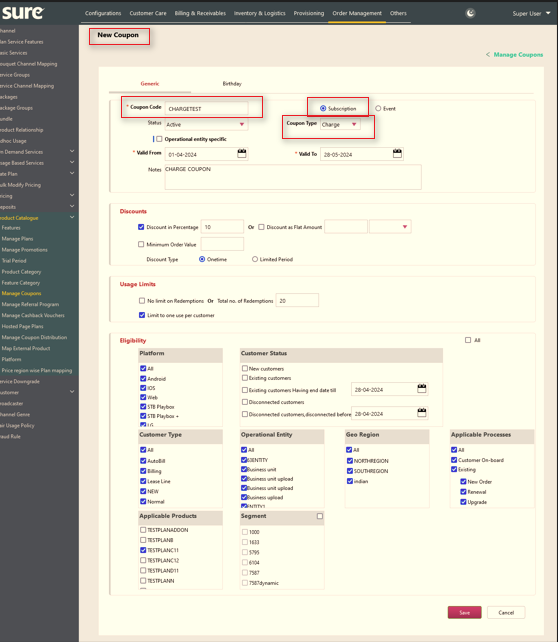 sure
Configurations Customer Care Billing & Receivables Inventory & Logistics Provisioning Order Management Others
Super User
New Coupon
< Manage Coupons
hannel
lan Service Features
asic Services
ouquet Channel Mapping
ervice Groups
ervice Channel Mapping
ackages
ackage Groups
undle
roduct Relationship
dhoc Usage
n Demand Services
sage Based Services
ate Plan
ulk Modify Pricing
ricing
eposits
roduct Catalogue
Features
Manage Plans
Manage Promotions
Trial Period
Product Category
Feature Category
Manage Coupons
Manage Referral Program
Manage Cashback Vouchers
Hosted Page Plans
Manage Coupon Distribution
Map External Product
Platform
Price region wise Plan mapping
ervice Downgrade
ustomer
roadcaster
hannel Genre
air Usage Policy
raud Rule
Generic Birthday
* Coupon Code CHARGETEST
Subscription Event
Status Active
Coupon Type Charge
Operational entity specific
* Valid From 01-04-2024
* Valid To 28-05-2024
Notes CHARGE COUPON
Discounts
Discount in Percentage 10 Or Discount as Flat Amount
Minimum Order Value
Discount Type Onetime Limited Period
Usage Limits
No limit on Redemptions Or Total no. of Redemptions 20
Limit to one use per customer
Eligibility
All
Platform
All
Android
IOS
Web
STB Playbox
STB Playbox +
LG
Customer Status
New customers
Existing customers
Existing customers Having end date till 28-04-2024
Disconnected customers
Disconnected customers,disconnected before 28-04-2024
Customer Type
All
AutoBill
Billing
Lease Line
NEW
Normal
Operational Entity
All
63ENTITY
Business unit
Business unit upload
Business unit upload
Business upload
ENTITY1
Geo Region
All
NORTHREGION
SOUTHREGION
indian
Applicable Processes
All
Customer On-board
Existing
New Order
Renewal
Upgrade
Applicable Products
TESTPLANADDON
TESTPLANB
TESTPLANC11
TESTPLANC12
TESTPLAND11
TESTPLANN
Segment
1000
1633
5795
6104
7587
7587dynamic
Save Cancel